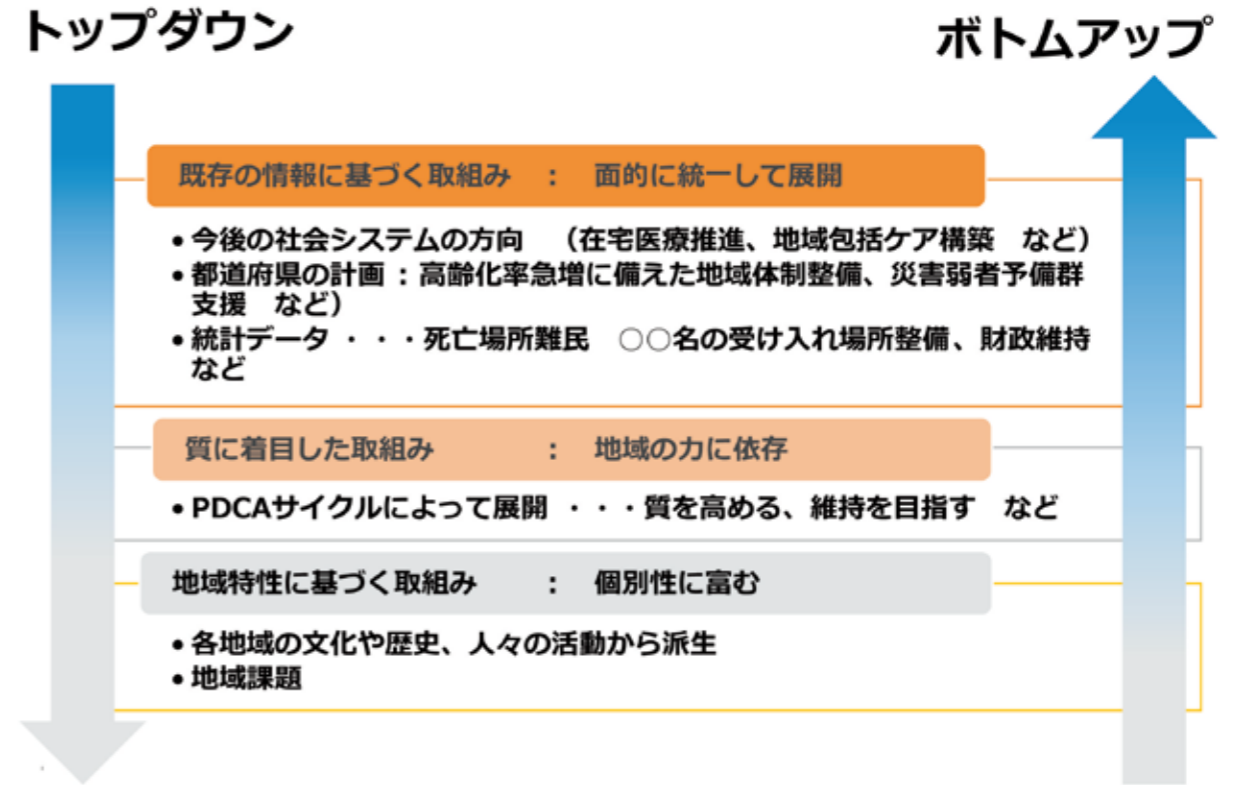 トップダウン
ボトムアップ
既存の情報に基づく取組み ： 面的に統一して展開
• 今後の社会システムの方向 （在宅医療推進、地域包括ケア構築 など）
• 都道府県の計画 ： 高齢化率急増に備えた地域体制整備、災害弱者予備群
支援 など）
• 統計データ ・・・死亡場所難民 ○○名の受け入れ場所整備、財政維持
など
質に着目した取組み ： 地域の力に依存
• PDCAサイクルによって展開 ・・・質を高める、維持を目指す など
地域特性に基づく取組み ： 個別性に富む
• 各地域の文化や歴史、人々の活動から派生
• 地域課題